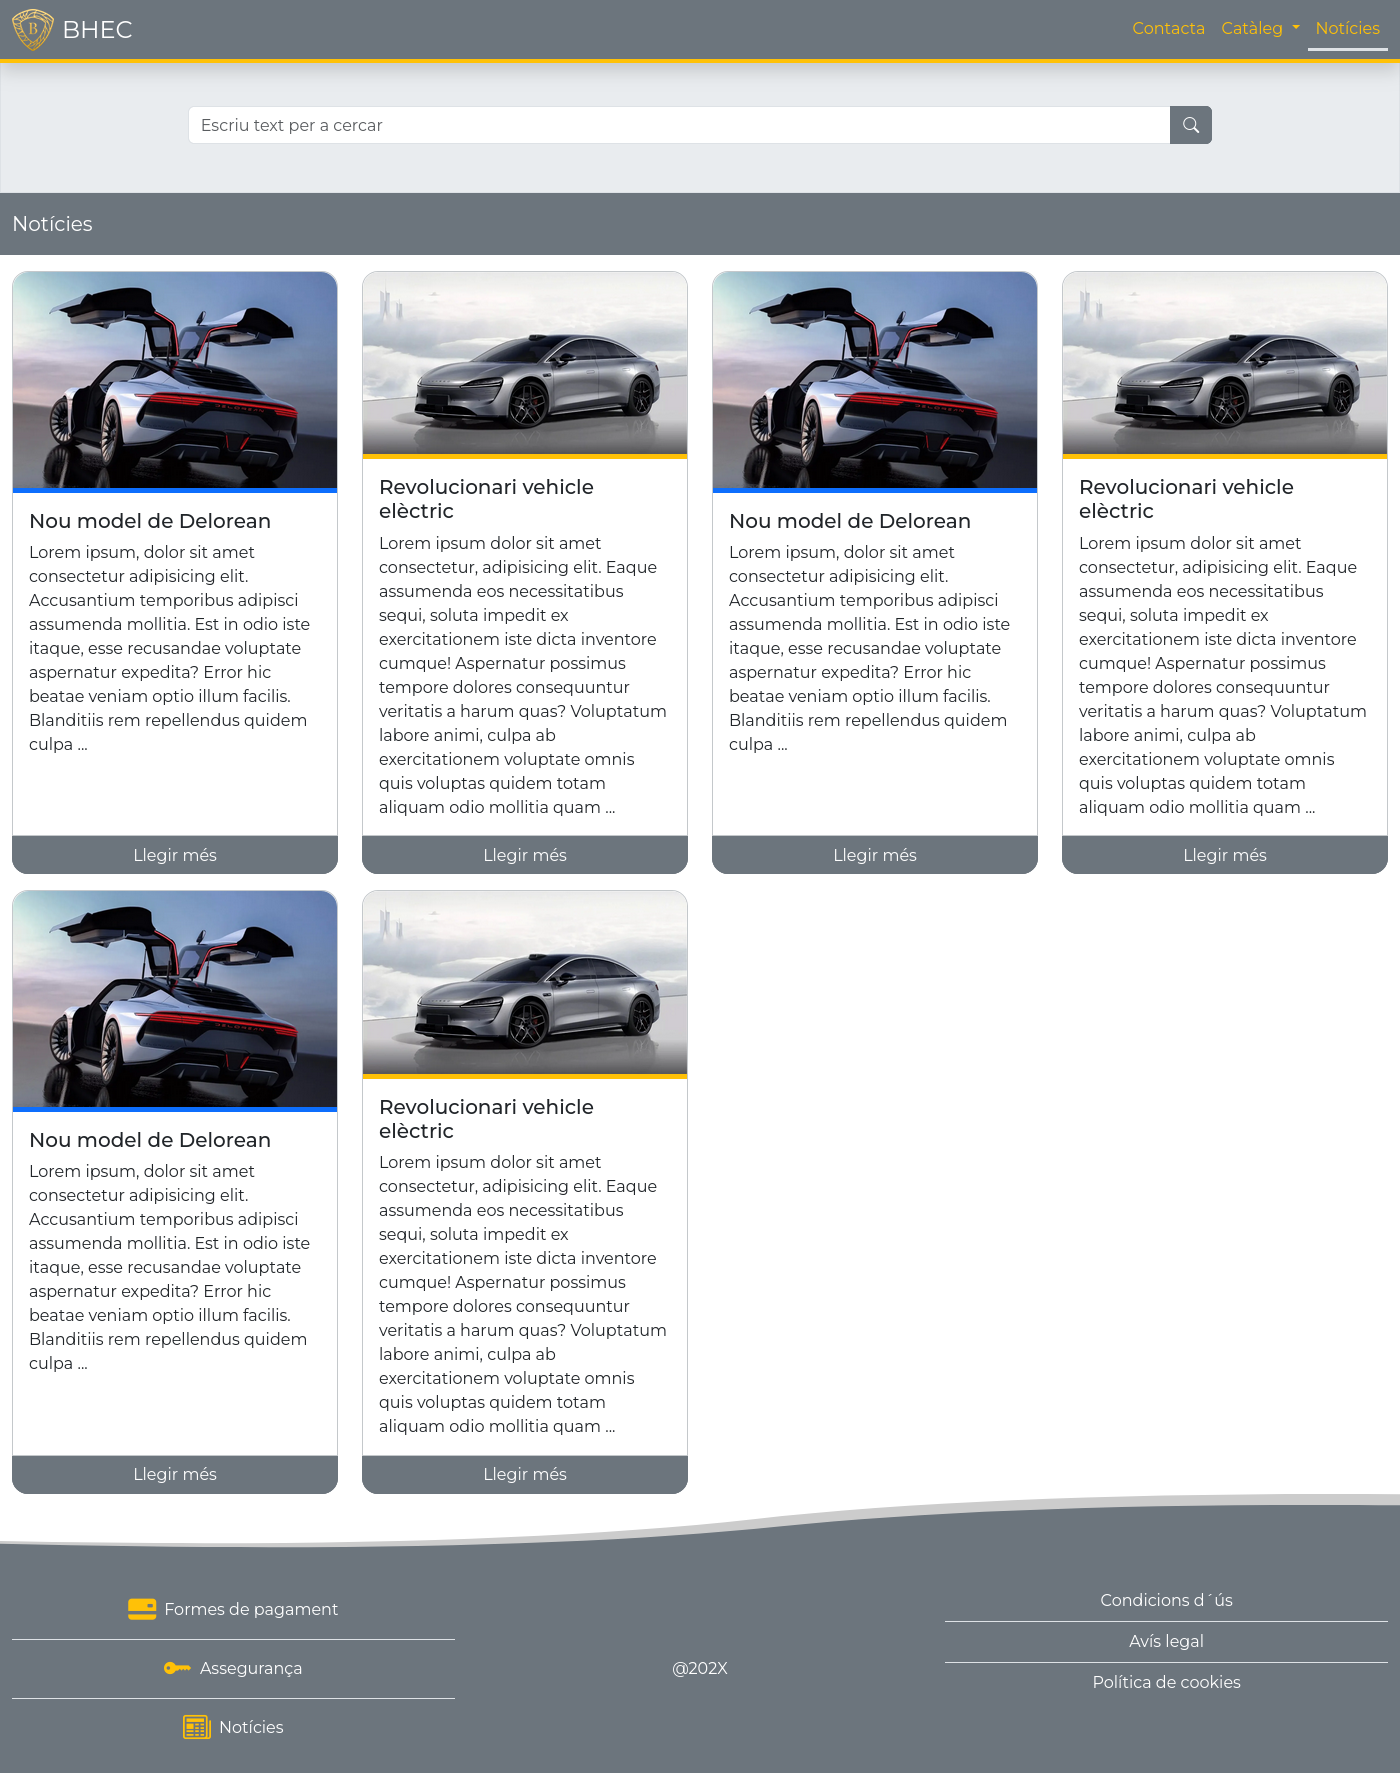 BHEC
Contacta Catàleg Notícies
Escriu text per a cercar
Notícies
Nou model de Delorean
Lorem ipsum, dolor sit amet
consectetur adipisicing elit.
Accusantium temporibus adipisci
assumenda mollitia. Est in odio iste
itaque, esse recusandae voluptate
aspernatur expedita? Error hic
beatae veniam optio illum facilis.
Blanditiis rem repellendus quidem
culpa ...
Llegir més
Revolucionari vehicle
elèctric
Lorem ipsum dolor sit amet
consectetur, adipisicing elit. Eaque
assumenda eos necessitatibus
sequi, soluta impedit ex
exercitationem iste dicta inventore
cumque! Aspernatur possimus
tempore dolores consequuntur
veritatis a harum quas? Voluptatum
labore animi, culpa ab
exercitationem voluptate omnis
quis voluptas quidem totam
aliquam odio mollitia quam ...
Llegir més
Nou model de Delorean
Lorem ipsum, dolor sit amet
consectetur adipisicing elit.
Accusantium temporibus adipisci
assumenda mollitia. Est in odio iste
itaque, esse recusandae voluptate
aspernatur expedita? Error hic
beatae veniam optio illum facilis.
Blanditiis rem repellendus quidem
culpa ...
Llegir més
Revolucionari vehicle
elèctric
Lorem ipsum dolor sit amet
consectetur, adipisicing elit. Eaque
assumenda eos necessitatibus
sequi, soluta impedit ex
exercitationem iste dicta inventore
cumque! Aspernatur possimus
tempore dolores consequuntur
veritatis a harum quas? Voluptatum
labore animi, culpa ab
exercitationem voluptate omnis
quis voluptas quidem totam
aliquam odio mollitia quam ...
Llegir més
Nou model de Delorean
Lorem ipsum, dolor sit amet
consectetur adipisicing elit.
Accusantium temporibus adipisci
assumenda mollitia. Est in odio iste
itaque, esse recusandae voluptate
aspernatur expedita? Error hic
beatae veniam optio illum facilis.
Blanditiis rem repellendus quidem
culpa ...
Llegir més
Revolucionari vehicle
elèctric
Lorem ipsum dolor sit amet
consectetur, adipisicing elit. Eaque
assumenda eos necessitatibus
sequi, soluta impedit ex
exercitationem iste dicta inventore
cumque! Aspernatur possimus
tempore dolores consequuntur
veritatis a harum quas? Voluptatum
labore animi, culpa ab
exercitationem voluptate omnis
quis voluptas quidem totam
aliquam odio mollitia quam ...
Llegir més
Formes de pagament
Assegurança
Notícies
@202X
Condicions d´ús
Avís legal
Política de cookies